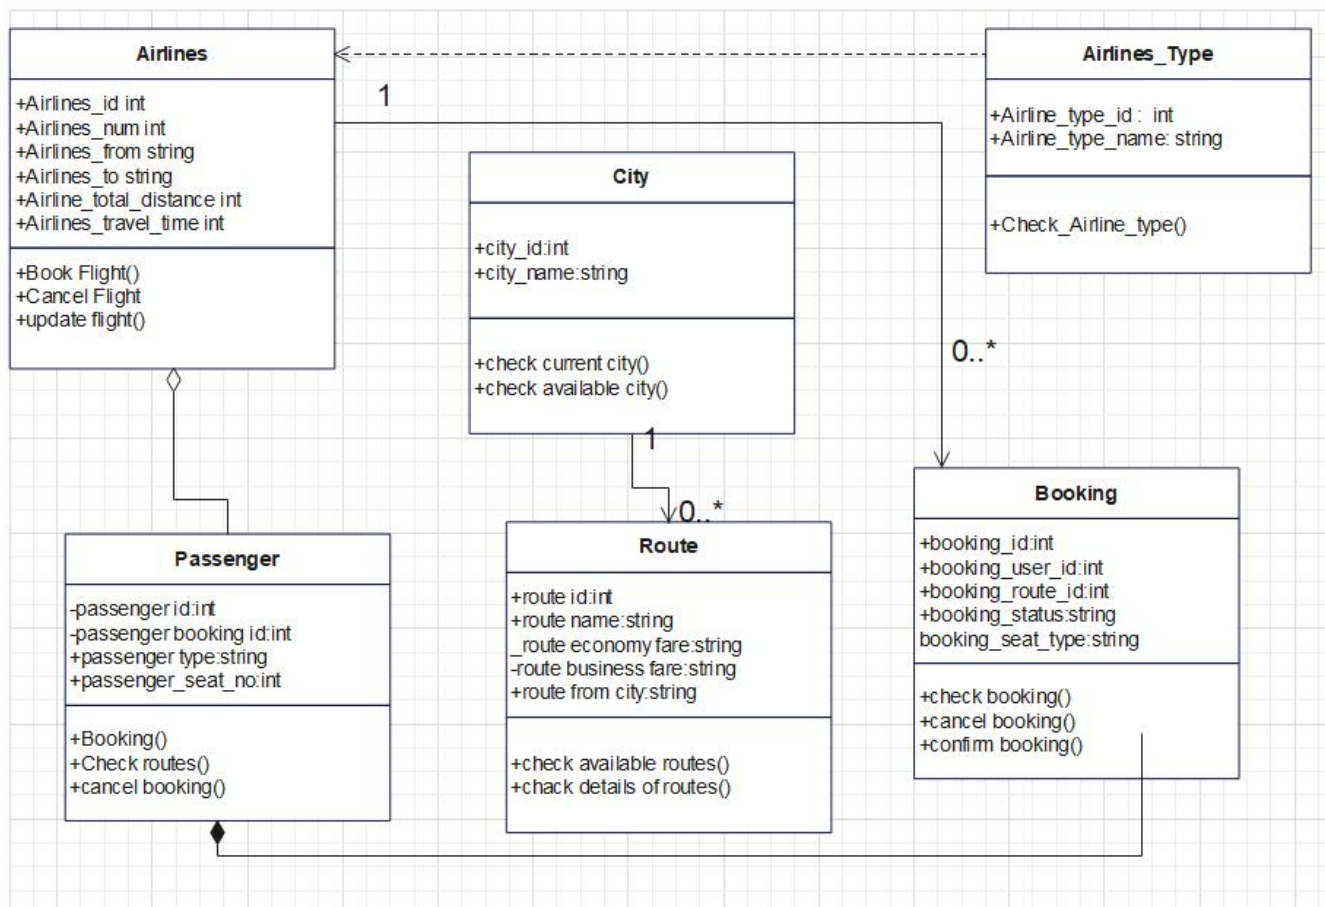 Airlines
+Airlines_id int
+Airlines_num int
+Airlines_from string
+Airlines_to string
+Airline_total_distance int
+Airlines_travel_time int
+Book Flight()
+Cancel Flight
+update flight()
1
Airlines_Type
+Airline_type_id : int
+Airline_type_name: string
+Check_Airline_type()
City
+city_id:int
+city_name:string
+check current city()
+check available city()
1
0..*
0..*
Passenger
-passenger id:int
-passenger booking id:int
+passenger type:string
+passenger_seat_no:int
+Booking()
+Check routes()
+cancel booking()
Route
+route id:int
+route name:string
_route economy fare:string
-route business fare:string
+route from city:string
+check available routes()
+chack details of routes()
Booking
+booking_id:int
+booking_user_id:int
+booking_route_id:int
+booking_status:string
booking_seat_type:string
+check booking()
+cancel booking()
+confirm booking()